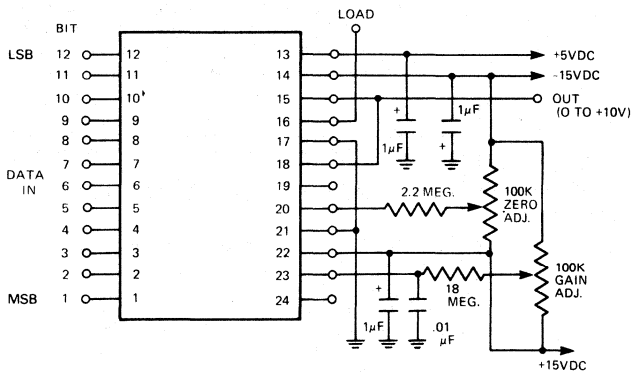 LOAD
BIT
LSB 12 12 13 +5VDC
11 11 14 -15VDC
10 10 15 OUT
(0 TO +10V)
9 9 16
+ 1µF
1µF +
8 8 17
7 7 18
DATA
IN
6 6 19
2.2 MEG. 100K
ZERO
ADJ.
5 5 20
4 4 21
3 3 22
2 2 23
100K
GAIN
ADJ.
+ 18
MEG.
MSB 1 1 24
1µF .01
µF
+15VDC